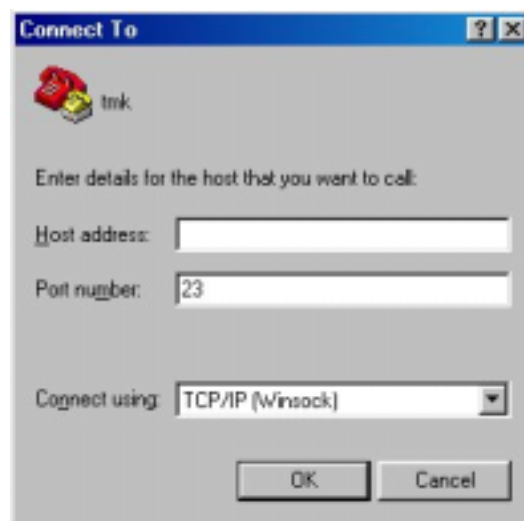 Connect To
tmk
Enter details for the host that you want to call:
Host address:
Port number: 23
Connect using: TCP/IP (Winsock)
OK Cancel